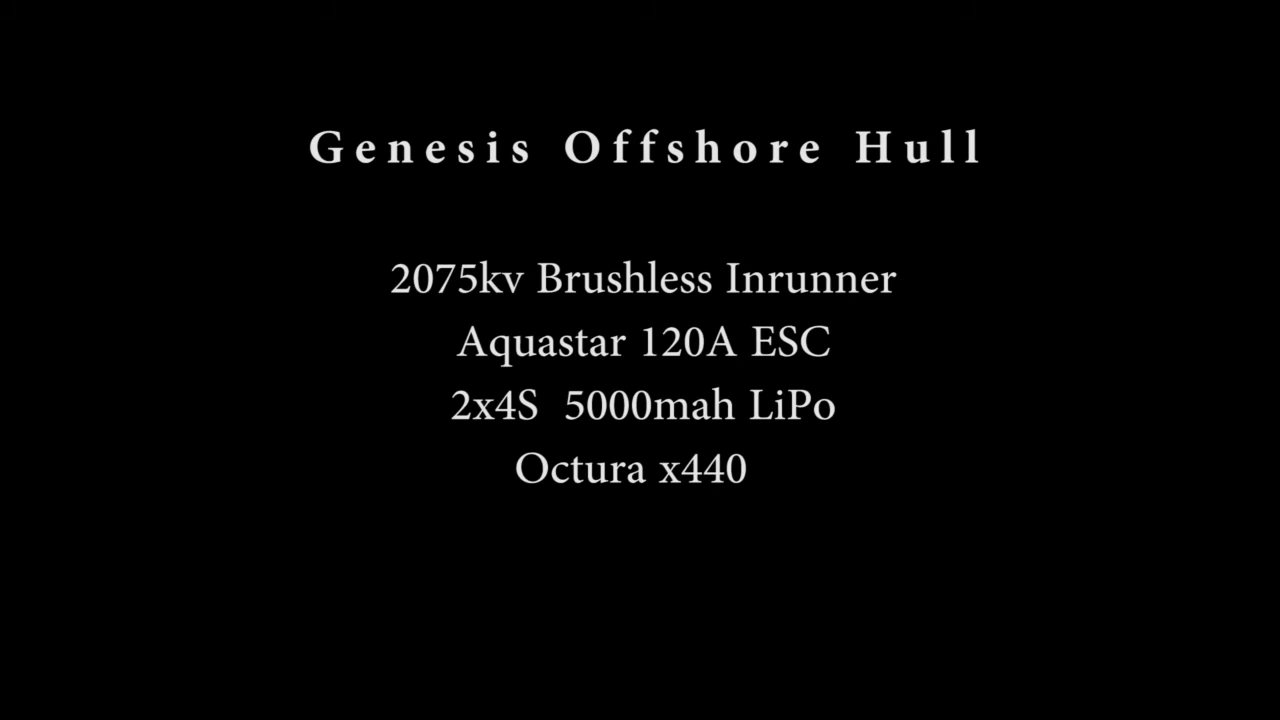 Genesis Offshore Hull
2075kv Brushless Inrunner
Aquastar 120A ESC
2x4S 5000mah LiPo
Octura x440